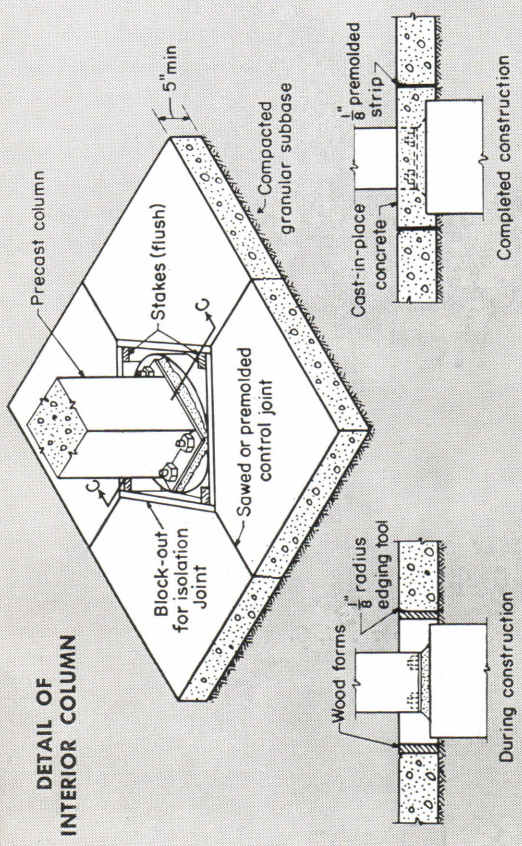 DETAIL OF
INTERIOR COLUMN
Precast column
5"min
Stakes (flush)
Compacted
granular subbase
C
C
Block-out
for isolation
Joint
Sawed or premolded
control joint
Wood forms
1/8" radius
edging tool
During construction
Cast-in-place
concrete
1/8" premolded
strip
Completed construction